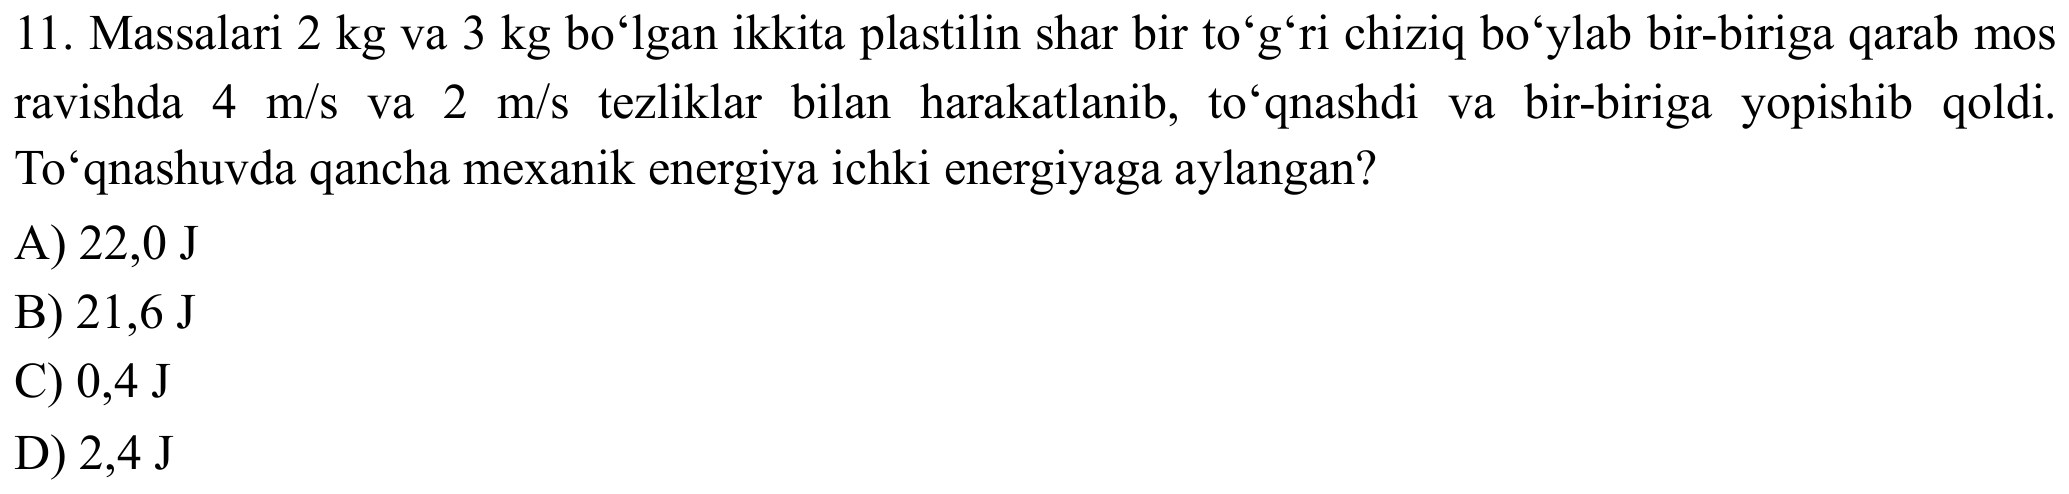 11. Massalari 2 kg va 3 kg bo‘lgan ikkita plastilin shar bir to‘g‘ri chiziq bo‘ylab bir-biriga qarab mos
ravishda 4 m/s va 2 m/s tezliklar bilan harakatlanib, to‘qnashdi va bir-biriga yopishib qoldi.
To‘qnashuvda qancha mexanik energiya ichki energiyaga aylangan?
A) 22,0 J
B) 21,6 J
C) 0,4 J
D) 2,4 J